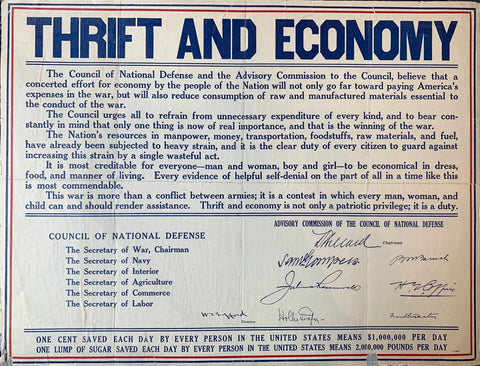 THRIFT AND ECONOMY
The Council of National Defense and the Advisory Commission to the Council, believe that a
concerted effort for economy by the people of the Nation will not only go far toward paying America's
expenses in the war, but will also reduce consumption of raw and manufactured materials essential to
the conduct of the war.
The Council urges all to refrain from unnecessary expenditure of every kind, and to bear con-
stantly in mind that only one thing is now of real importance, and that is the winning of the war.
The Nation's resources in manpower, money, transportation, foodstuffs, raw materials, and fuel,
have already been subjected to heavy strain, and it is the clear duty of every citizen to guard against
increasing this strain by a single wasteful act.
It is most creditable for everyone—man and woman, boy and girl—to be economical in dress,
food, and manner of living. Every evidence of helpful self-denial on the part of all in a time like this
is most commendable.
This war is more than a conflict between armies; it is a contest in which every man, woman, and
child can and should render assistance. Thrift and economy is not only a patriotic privilege; it is a duty.
ADVISORY COMMISSION OF THE COUNCIL OF NATIONAL DEFENSE
Chairman
COUNCIL OF NATIONAL DEFENSE
The Secretary of War, Chairman
The Secretary of Navy
The Secretary of Interior
The Secretary of Agriculture
The Secretary of Commerce
The Secretary of Labor
Director
ONE CENT SAVED EACH DAY BY EVERY PERSON IN THE UNITED STATES MEANS $1,000,000 PER DAY
ONE LUMP OF SUGAR SAVED EACH DAY BY EVERY PERSON IN THE UNITED STATES MEANS 2,000,000 POUNDS PER DAY